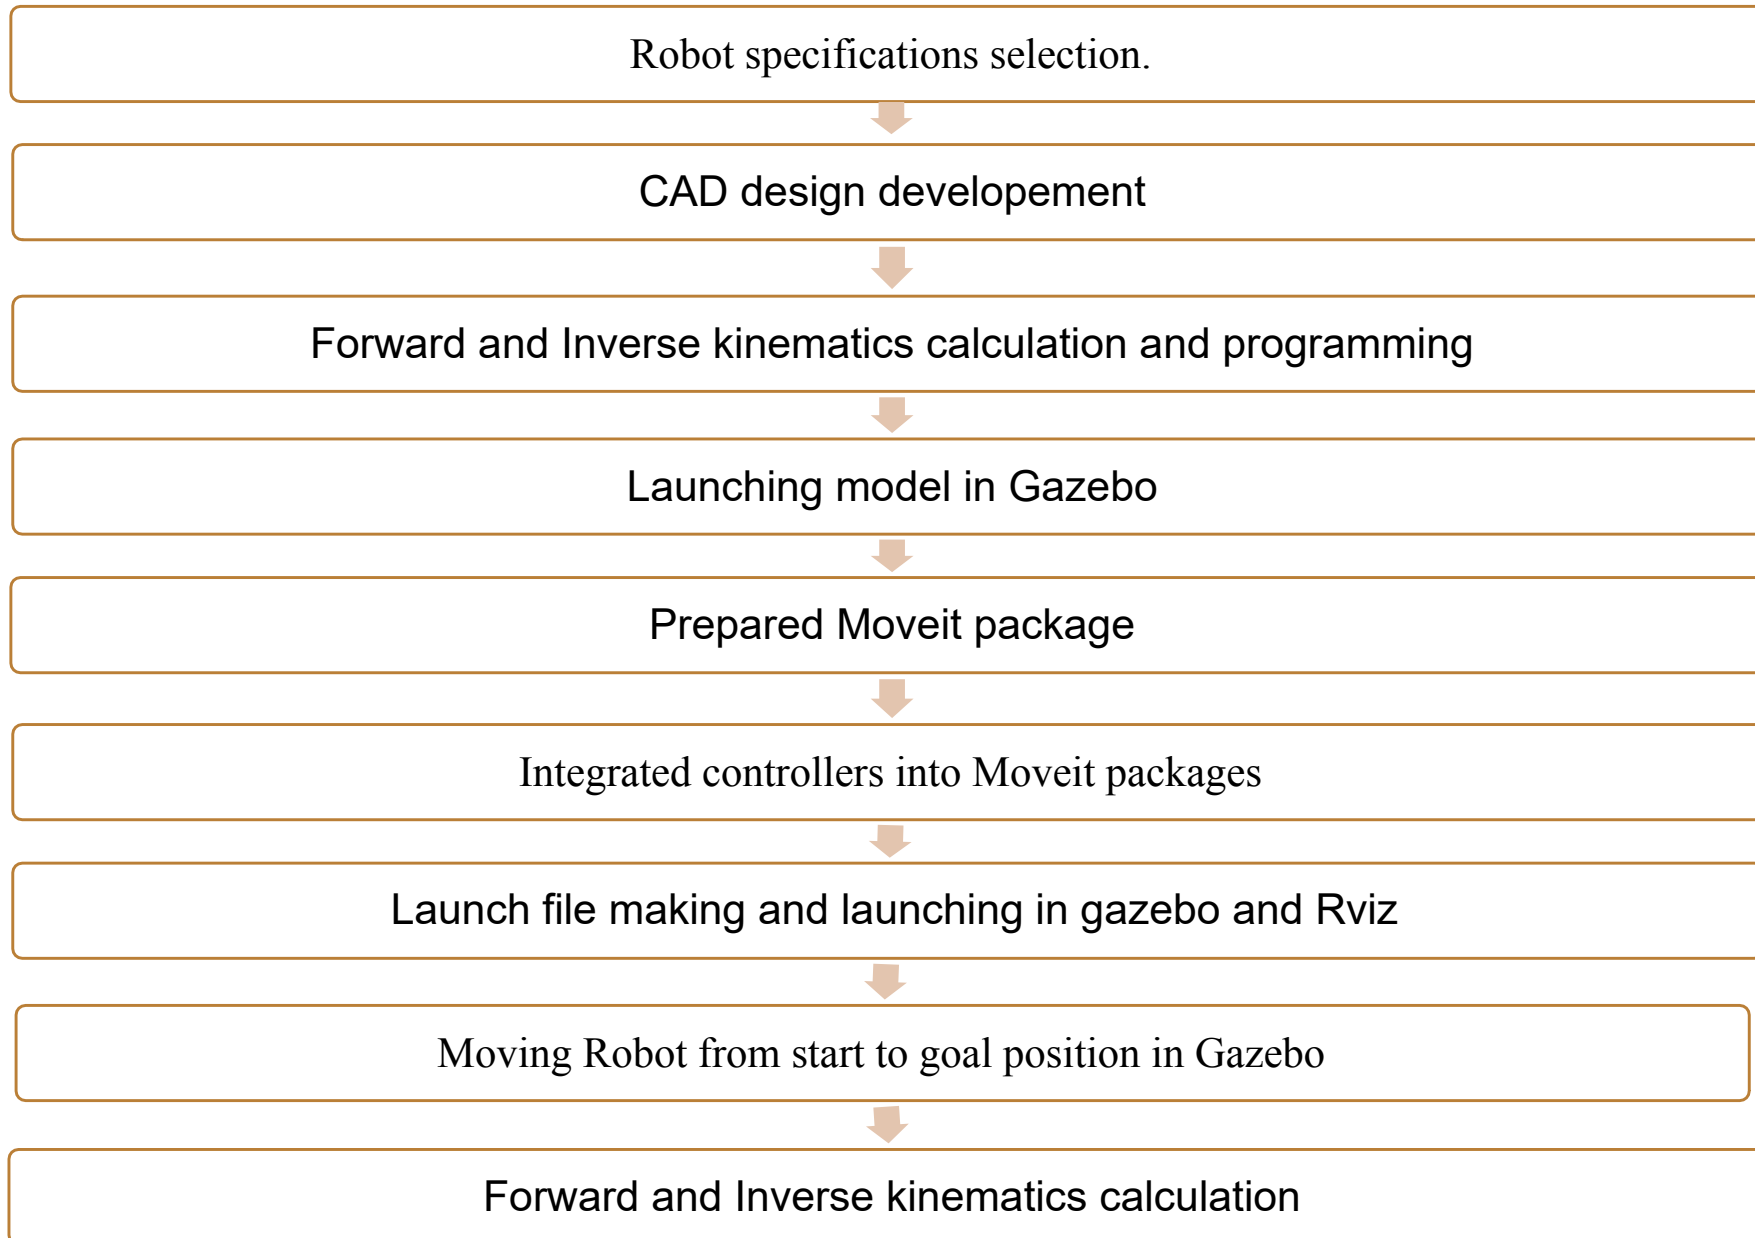 Robot specifications selection.
CAD design developement
Forward and Inverse kinematics calculation and programming
Launching model in Gazebo
Prepared Moveit package
Integrated controllers into Moveit packages
Launch file making and launching in gazebo and Rviz
Moving Robot from start to goal position in Gazebo
Forward and Inverse kinematics calculation